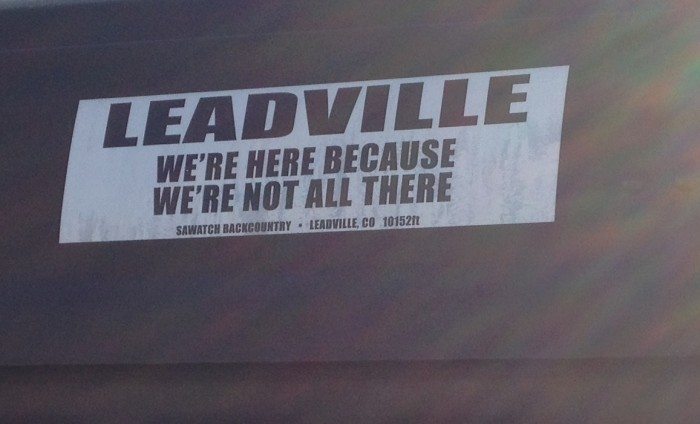 LEADVILLE
WE'RE HERE BECAUSE
WE'RE NOT ALL THERE
SAWATCH BACKCOUNTRY • LEADVILLE, CO 10152ft